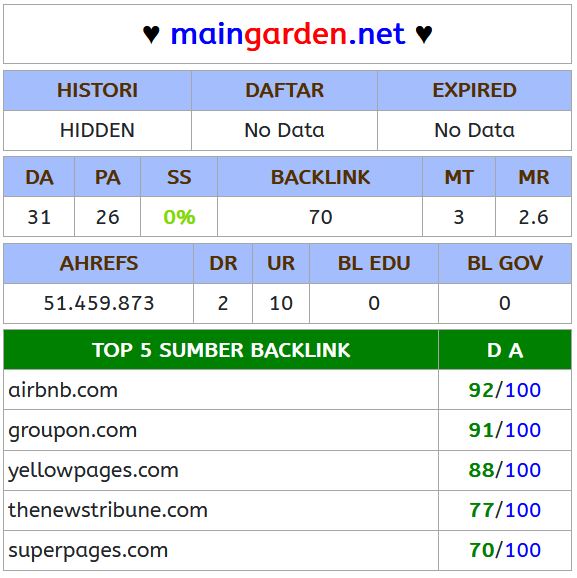 ♥ maingarden.net ♥
HISTORI DAFTAR EXPIRED
HIDDEN No Data No Data
DA PA SS BACKLINK MT MR
31 26 0% 70 3 2.6
AHREFS DR UR BL EDU BL GOV
51.459.873 2 10 0 0
TOP 5 SUMBER BACKLINK D A
airbnb.com 92/100
groupon.com 91/100
yellowpages.com 88/100
thenewstribune.com 77/100
superpages.com 70/100